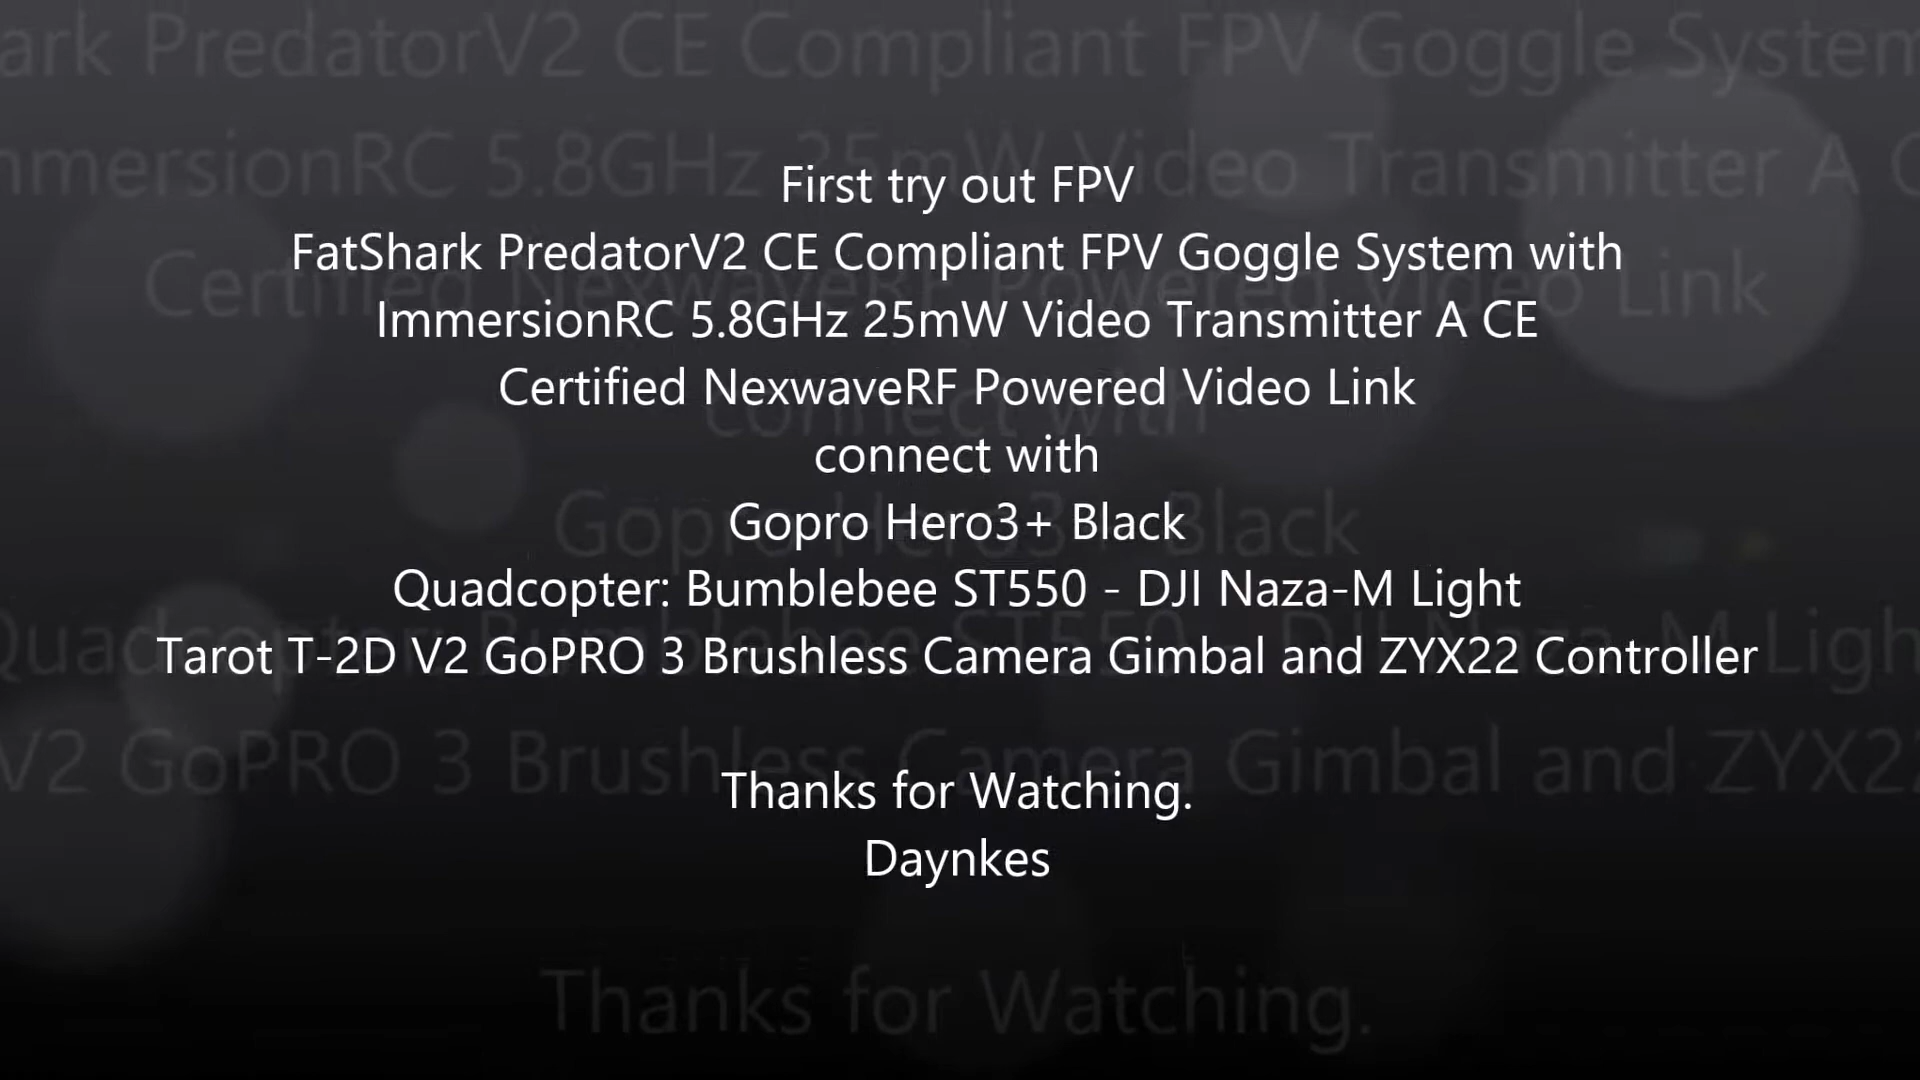 First try out FPV
FatShark PredatorV2 CE Compliant FPV Goggle System with
ImmersionRC 5.8GHz 25mW Video Transmitter A CE
Certified NexwaveRF Powered Video Link
connect with
Gopro Hero3+ Black
Quadcopter: Bumblebee ST550 - DJI Naza-M Light
Tarot T-2D V2 GoPRO 3 Brushless Camera Gimbal and ZYX22 Controller
Thanks for Watching.
Daynkes